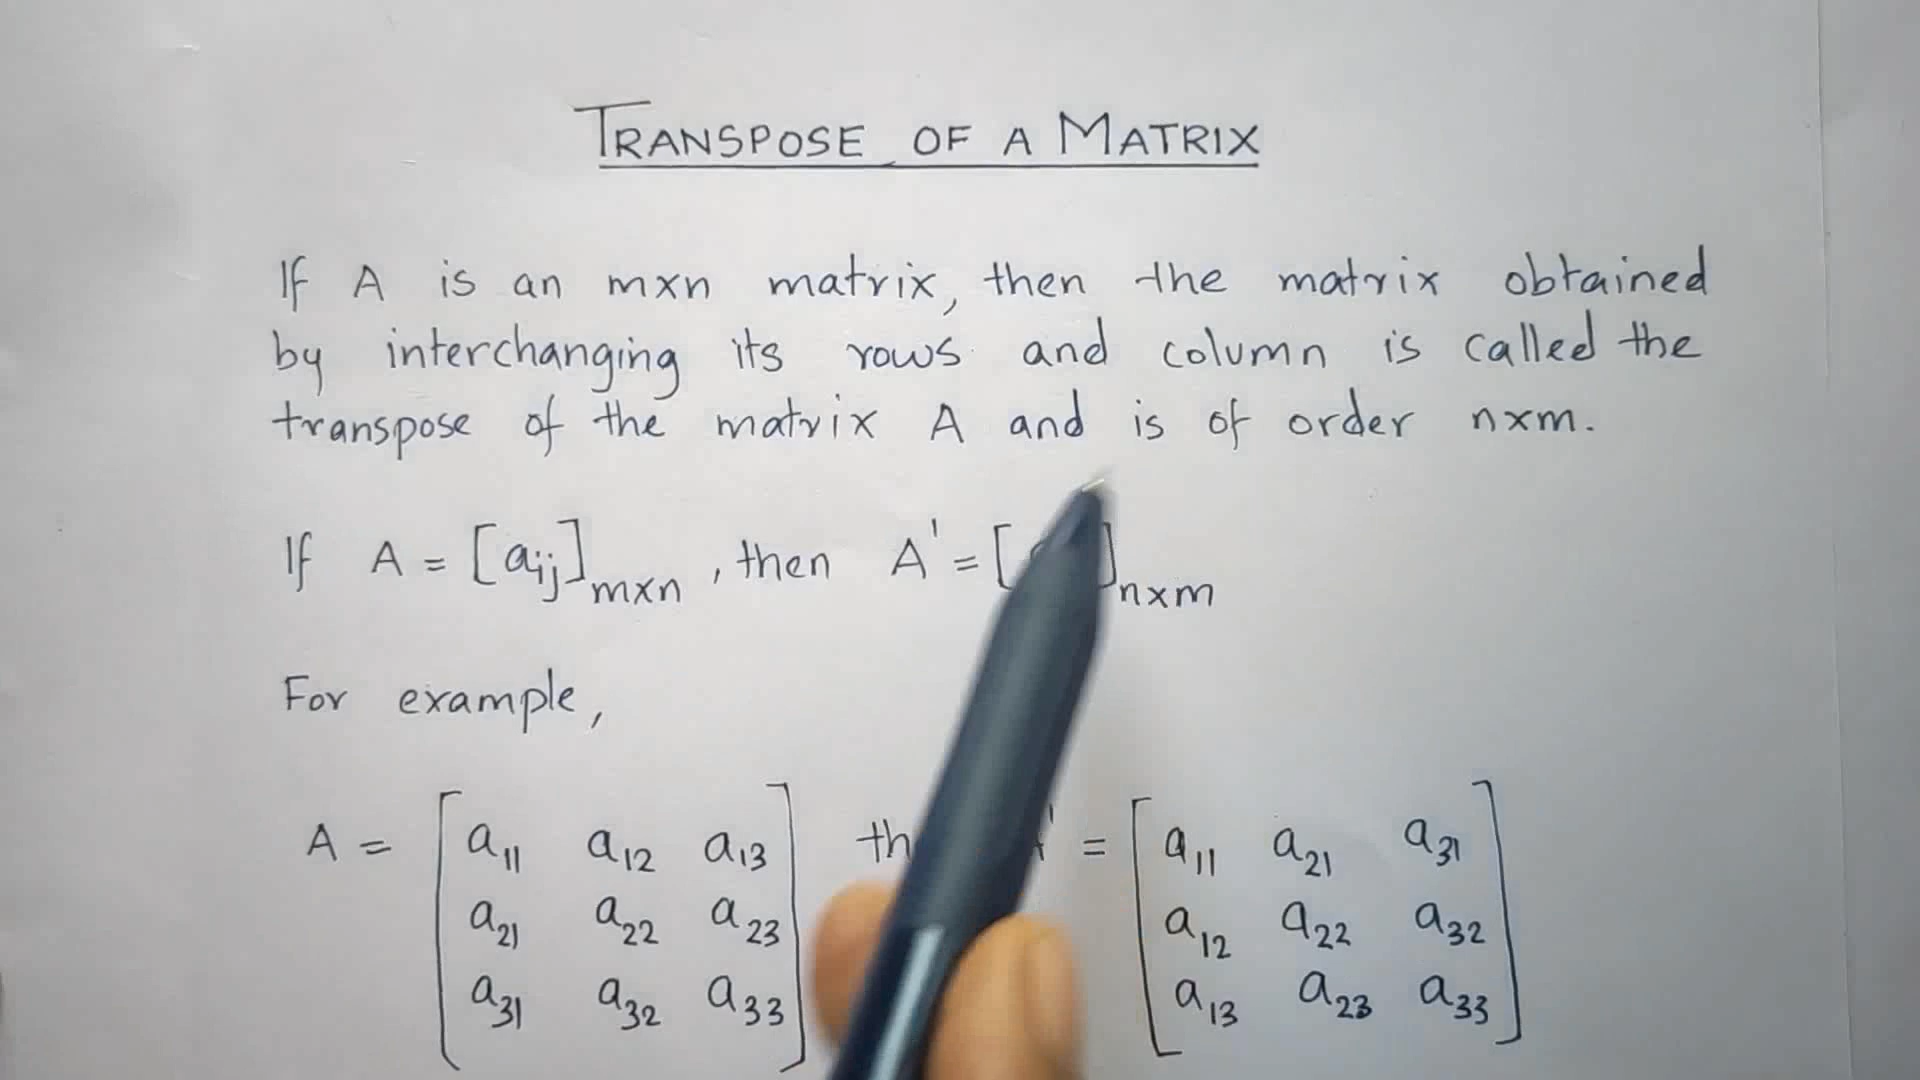 TRANSPOSE OF A MATRIX
If A is an mxn matrix, then the matrix obtained
by interchanging its rows and column is called the
transpose of the matrix A and is of order nxm.
If A = [aij]mxn , then A' = [ ]nxm
For example,
A = [a11 a12 a13 A' = [a11 a21 a31
a21 a22 a23 a12 a22 a32
a31 a32 a33] a13 a23 a33]